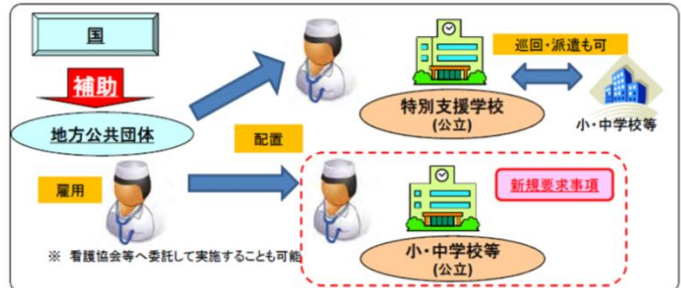 国
補助
地方公共団体
雇用
配置
巡回・派遣も可
特別支援学校
(公立)
小・中学校等
新規要求事項
小・中学校等
(公立)
※ 看護協会等へ委託して実施することも可能